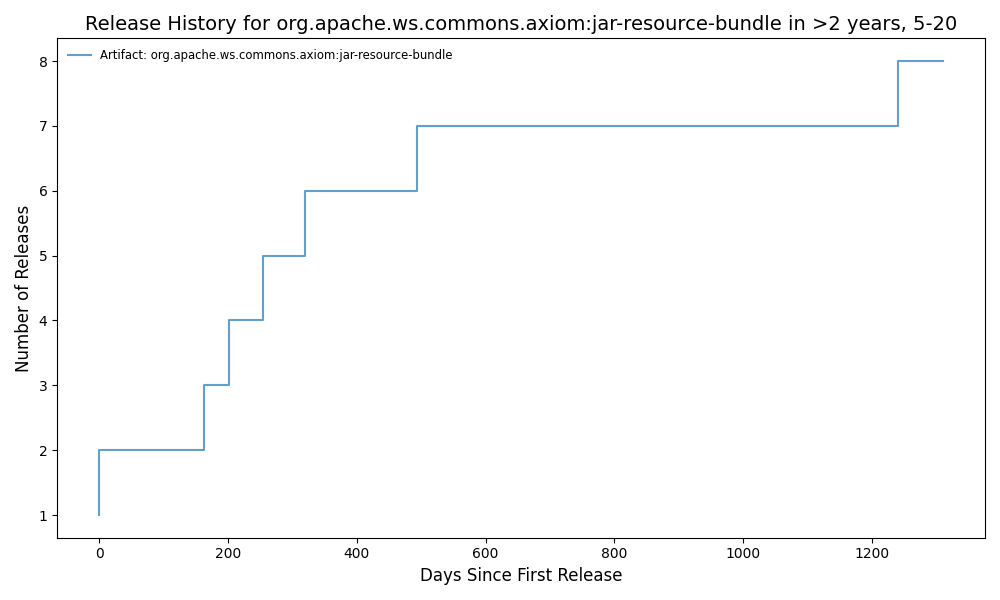 Release History for org.apache.ws.commons.axiom:jar-resource-bundle in >2 years, 5-20
Artifact: org.apache.ws.commons.axiom:jar-resource-bundle
Number of Releases
8
7
6
5
4
3
2
1
0 200 400 600 800 1000 1200
Days Since First Release